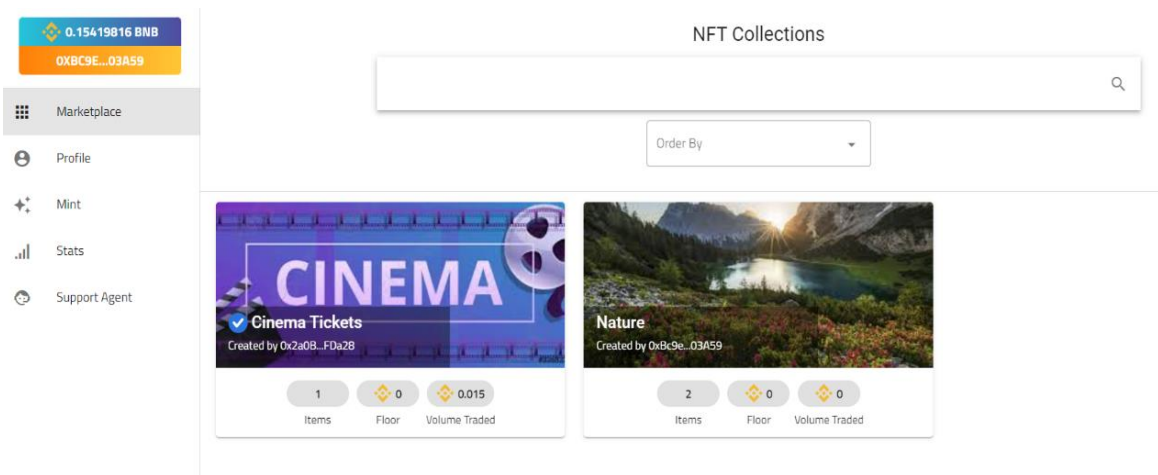 0.15419816 BNB
0XBC9E...03A59
Marketplace
Profile
Mint
Stats
Support Agent
NFT Collections
Order By
CINEMA
Cinema Tickets
Created by 0x2a0B...FDa28
1
0
0.015
Items
Floor
Volume Traded
Nature
Created by 0xBc9e...03A59
2
0
0
Items
Floor
Volume Traded